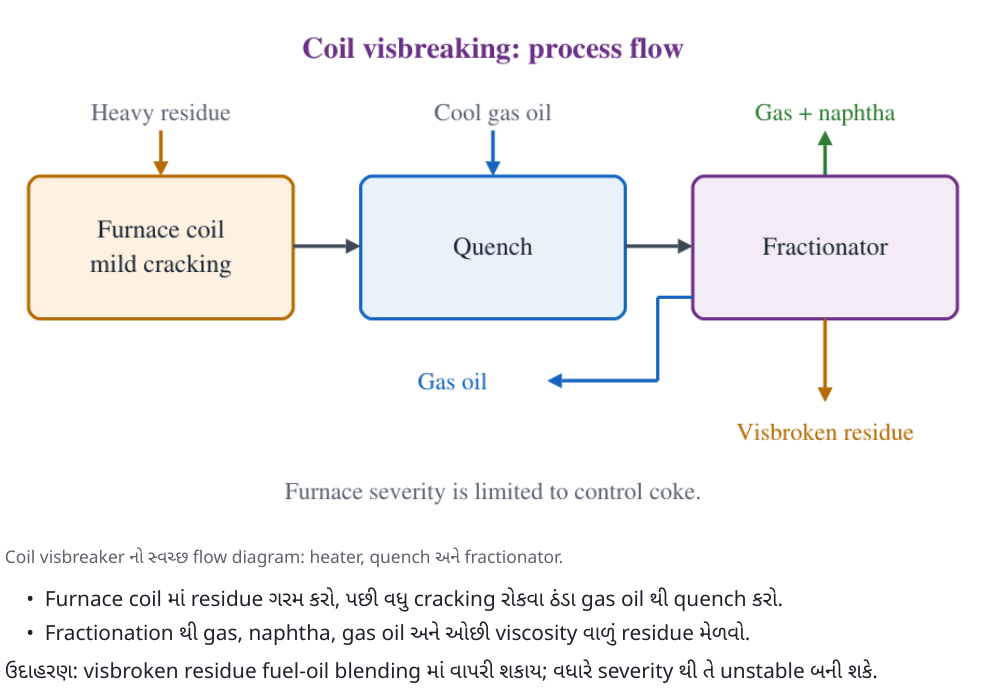 Coil visbreaking: process flow
Heavy residue
Cool gas oil
Gas + naphtha
Furnace coil
mild cracking
Quench
Fractionator
Gas oil
Visbroken residue
Furnace severity is limited to control coke.
Coil visbreaker નો સ્વચ્છ flow diagram: heater, quench અને fractionator.
• Furnace coil માં residue ગરમ કરો, પછી વધુ cracking રોકવા ઠંડા gas oil થી quench કરો.
• Fractionation થી gas, naphtha, gas oil અને ઓછી viscosity વાળું residue મેળવો.
ઉદાહરણ: visbroken residue fuel-oil blending માં વાપરી શકાય; વધારે severity થી તે unstable બની શકે.